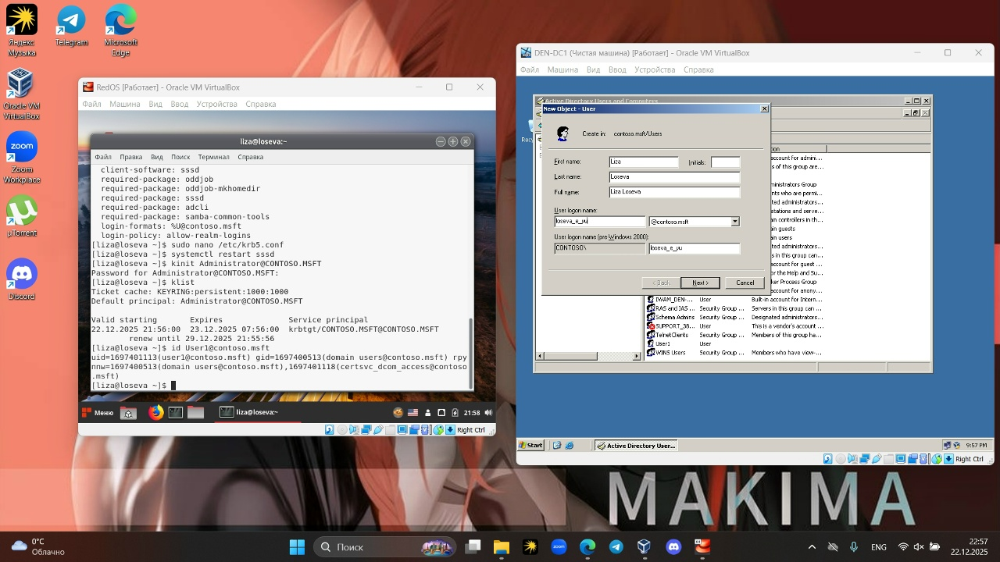 Яндекс Музыка
Telegram
Microsoft Edge
Oracle VM VirtualBox
Zoom Workplace
µTorrent
Discord
RedOS [Работает] - Oracle VM VirtualBox
Файл Машина Вид Ввод Устройства Справка
liza@loseva:~
Файл Правка Вид Поиск Терминал Справка
client-software: sssd
required-package: oddjob
required-package: oddjob-mkhomedir
required-package: sssd
required-package: adcli
required-package: samba-common-tools
login-formats: %U@contoso.msft
login-policy: allow-realm-logins
[liza@loseva ~]$ sudo nano /etc/krb5.conf
[liza@loseva ~]$ systemctl restart sssd
[liza@loseva ~]$ kinit Administrator@CONTOSO.MSFT
Password for Administrator@CONTOSO.MSFT:
[liza@loseva ~]$ klist
Ticket cache: KEYRING:persistent:1000:1000
Default principal: Administrator@CONTOSO.MSFT
Valid starting Expires Service principal
22.12.2025 21:56:00 23.12.2025 07:56:00 krbtgt/CONTOSO.MSFT@CONTOSO.MSFT
renew until 29.12.2025 21:55:56
[liza@loseva ~]$ id User1@contoso.msft
uid=1697401113(user1@contoso.msft) gid=1697400513(domain users@contoso.msft) гру
ппы=1697400513(domain users@contoso.msft),1697401118(certsvc_dcom_access@contoso
.msft)
[liza@loseva ~]$
Меню
liza@loseva:~
21:58
Right Ctrl
DEN-DC1 (Чистая машина) [Работает] - Oracle VM VirtualBox
Файл Машина Вид Ввод Устройства Справка
Active Directory Users and Computers
New Object - User
Create in: contoso.msft/Users
First name: Liza Initials:
Last name: Loseva
Full name: Liza Loseva
User logon name:
loseva_e_yu @contoso.msft
User logon name (pre-Windows 2000):
CONTOSO\ loseva_e_yu
< Back Next > Cancel
account for admini...
s of this group are...
ministrators Group
ents who are permi...
ministrators Group
stations and servers
main controllers in th...
main guests
main users
ministrators of the e...
account for guest ...
for the Help and Su...
ker Process Group
account for anony...
IWAM_DEN-... User Built-in account for Intern...
RAS and IAS ... Security Group ... Servers in this group can ...
Schema Admins Security Group ... Designated administrators ...
SUPPORT_38... User This is a vendor's account...
TelnetClients Security Group ... Members of this group ha...
User1 User
WINS Users Security Group ... Members who have view-...
Start
Active Directory User...
9:57 PM
Right Ctrl
MAKIMA
0°C
Облачно
Поиск
ENG
22:57
22.12.2025